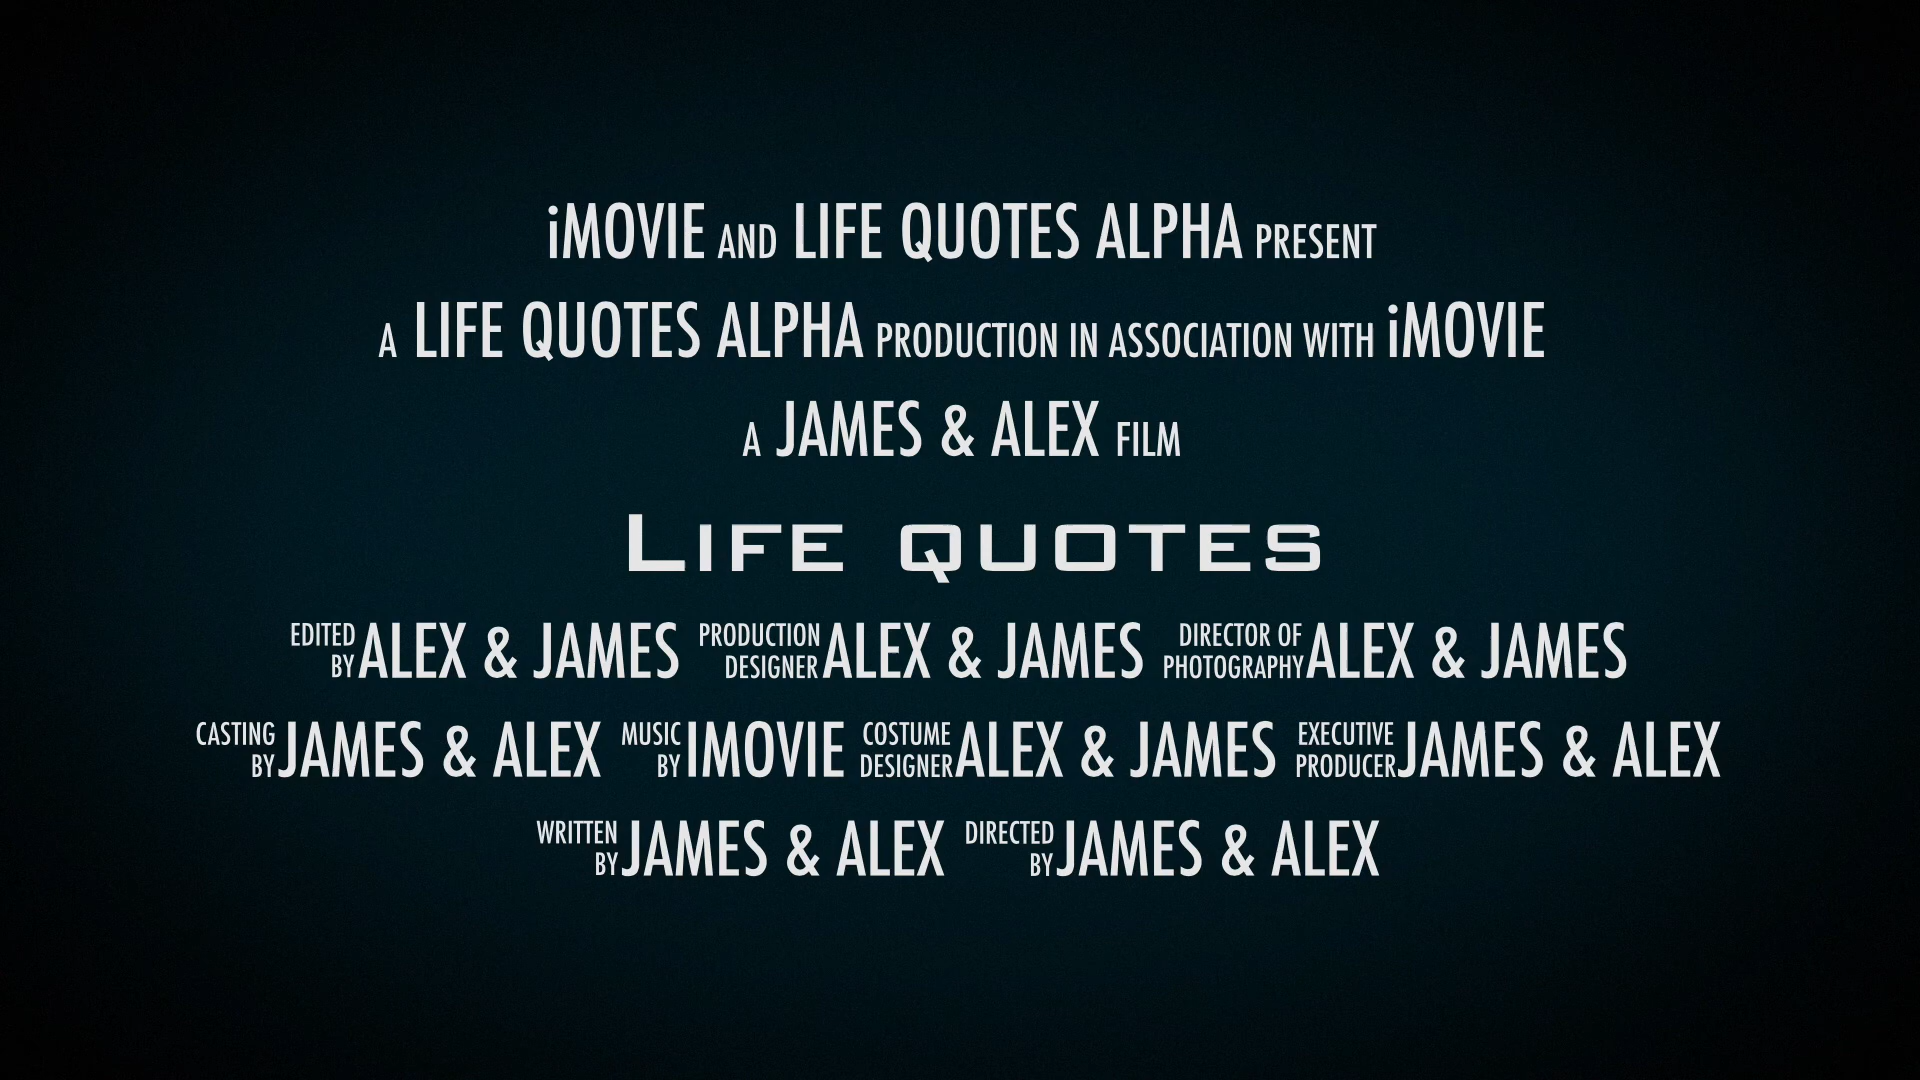 iMOVIE AND LIFE QUOTES ALPHA PRESENT
A LIFE QUOTES ALPHA PRODUCTION IN ASSOCIATION WITH iMOVIE
A JAMES & ALEX FILM
LIFE QUOTES
EDITED BY ALEX & JAMES PRODUCTION DESIGNER ALEX & JAMES DIRECTOR OF PHOTOGRAPHY ALEX & JAMES
CASTING BY JAMES & ALEX MUSIC BY IMOVIE COSTUME DESIGNER ALEX & JAMES EXECUTIVE PRODUCER JAMES & ALEX
WRITTEN BY JAMES & ALEX DIRECTED BY JAMES & ALEX